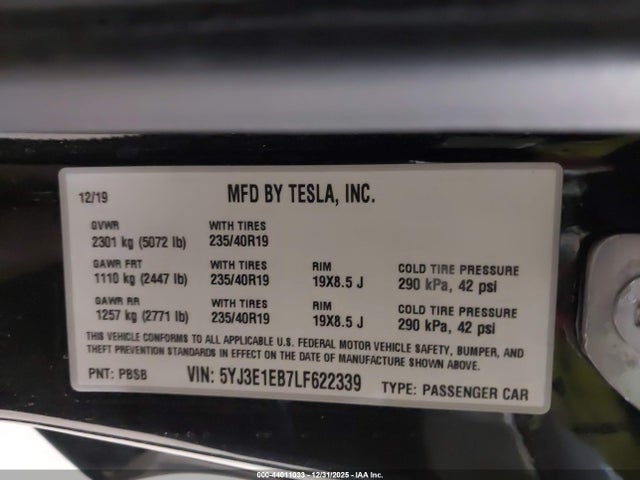 12/19 MFD BY TESLA, INC.
GVWR WITH TIRES
2301 kg (5072 lb) 235/40R19
GAWR FRT WITH TIRES RIM COLD TIRE PRESSURE
1110 kg (2447 lb) 235/40R19 19X8.5 J 290 kPa, 42 psi
GAWR RR WITH TIRES RIM COLD TIRE PRESSURE
1257 kg (2771 lb) 235/40R19 19X8.5 J 290 kPa, 42 psi
THIS VEHICLE CONFORMS TO ALL APPLICABLE U.S. FEDERAL MOTOR VEHICLE SAFETY, BUMPER, AND
THEFT PREVENTION STANDARDS IN EFFECT ON THE DATE OF MANUFACTURE SHOWN ABOVE.
PNT: PBSB VIN: 5YJ3E1EB7LF622339 TYPE: PASSENGER CAR
000-44011033 - 12/31/2025 - IAA Inc.